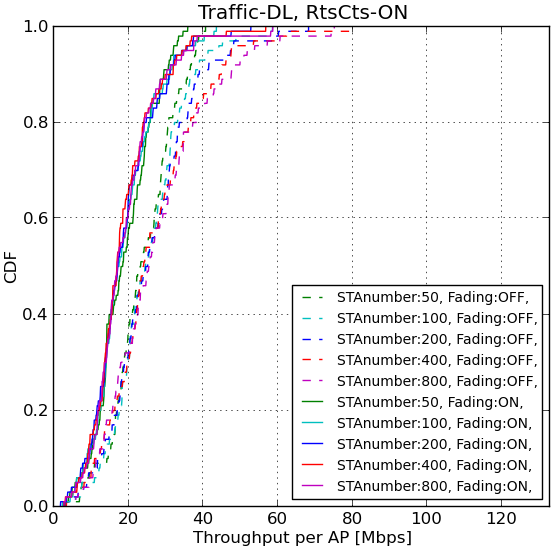 Traffic-DL, RtsCts-ON
1.0
0.8
0.6
0.4
0.2
0.0
CDF
STAnumber:50, Fading:OFF,
STAnumber:100, Fading:OFF,
STAnumber:200, Fading:OFF,
STAnumber:400, Fading:OFF,
STAnumber:800, Fading:OFF,
STAnumber:50, Fading:ON,
STAnumber:100, Fading:ON,
STAnumber:200, Fading:ON,
STAnumber:400, Fading:ON,
STAnumber:800, Fading:ON,
0 20 40 60 80 100 120
Throughput per AP [Mbps]